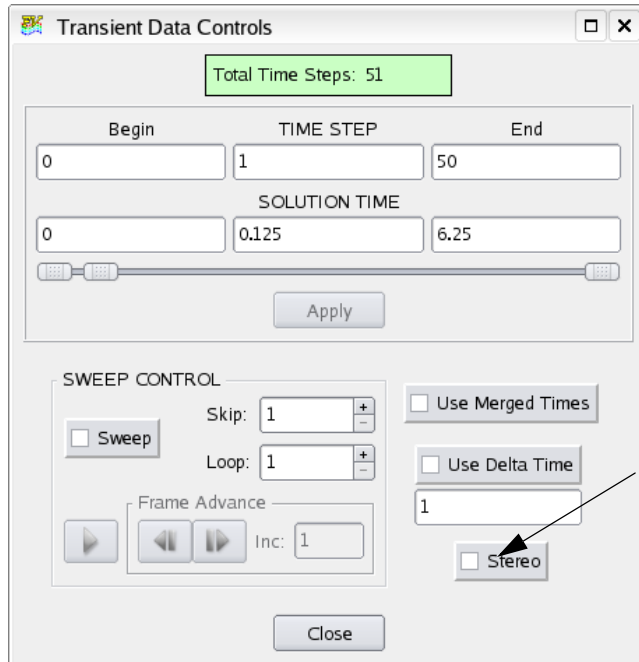 Transient Data Controls
Total Time Steps: 51
Begin TIME STEP End
0 1 50
SOLUTION TIME
0 0.125 6.25
Apply
SWEEP CONTROL
Sweep
Skip: 1
Loop: 1
Frame Advance
Inc: 1
Use Merged Times
Use Delta Time
1
Stereo
Close